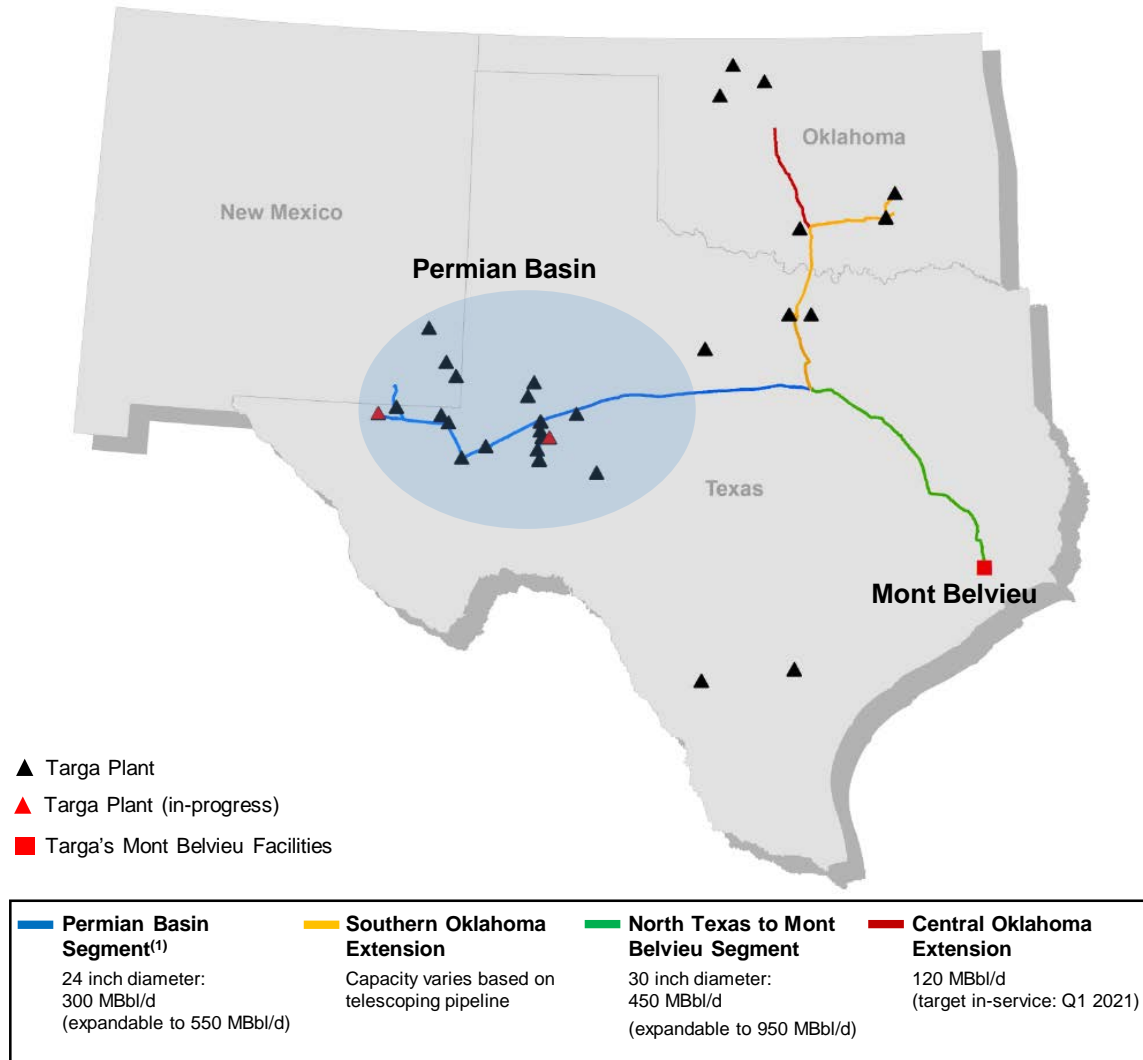 Oklahoma
New Mexico
Permian Basin
Texas
Mont Belvieu
Targa Plant
Targa Plant (in-progress)
Targa's Mont Belvieu Facilities
Permian Basin
Segment(1)
24 inch diameter:
300 MBbl/d
(expandable to 550 MBbl/d)
Southern Oklahoma
Extension
Capacity varies based on
telescoping pipeline
North Texas to Mont
Belvieu Segment
30 inch diameter:
450 MBbl/d
(expandable to 950 MBbl/d)
Central Oklahoma
Extension
120 MBbl/d
(target in-service: Q1 2021)